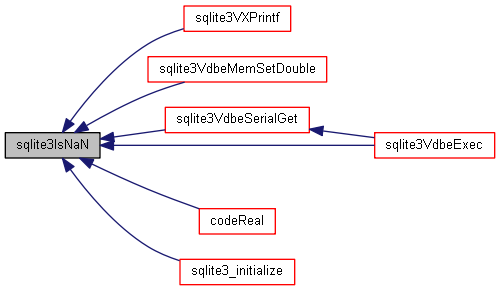 sqlite3VXPrintf
sqlite3VdbeMemSetDouble
sqlite3VdbeSerialGet
sqlite3IsNaN
sqlite3VdbeExec
codeReal
sqlite3_initialize